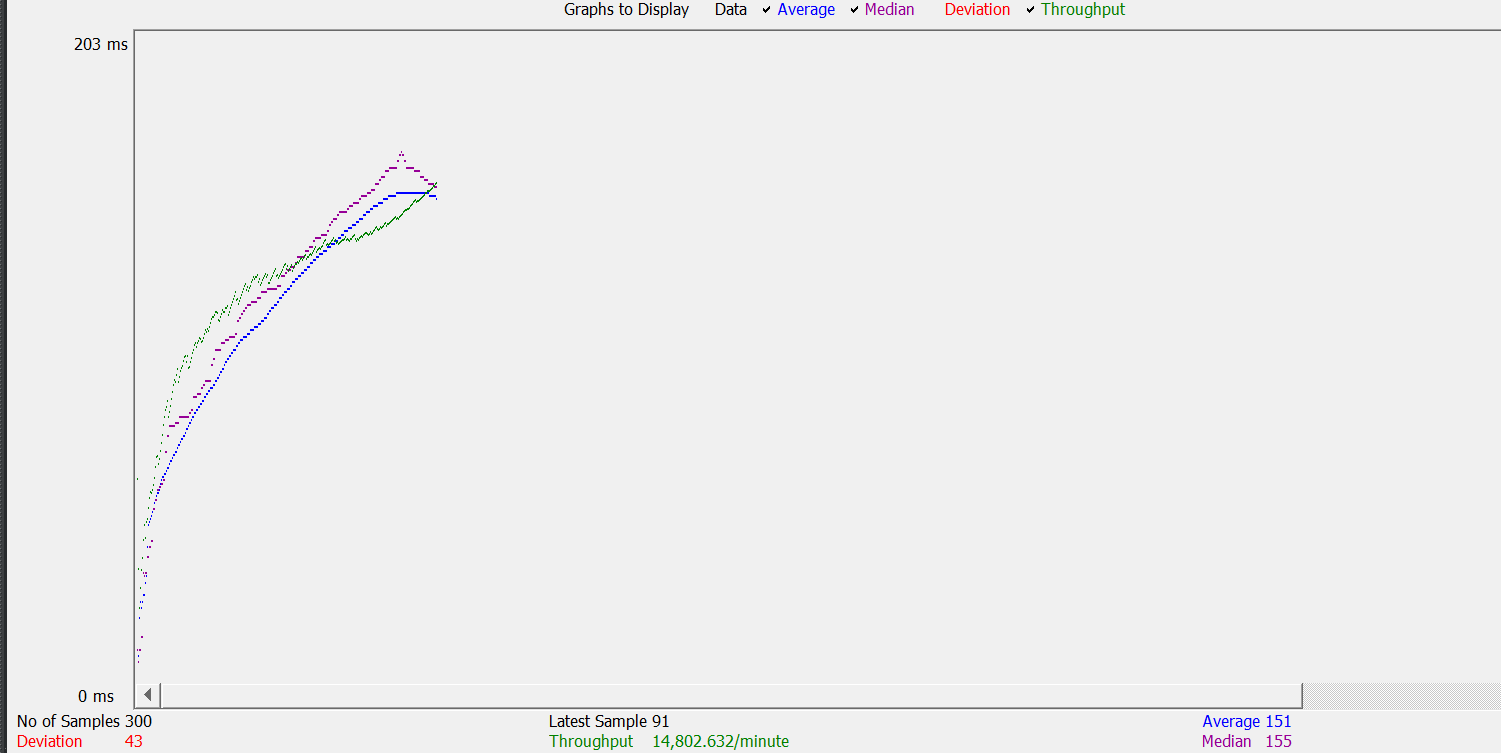 Graphs to Display Data Average Median Deviation Throughput
203 ms
0 ms
No of Samples 300 Latest Sample 91 Average 151
Deviation 43 Throughput 14,802.632/minute Median 155